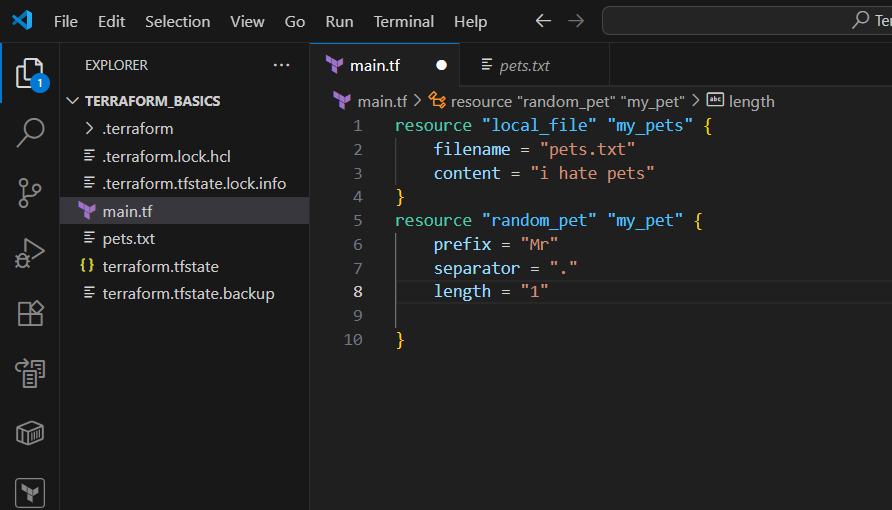 File Edit Selection View Go Run Terminal Help
EXPLORER
TERRAFORM_BASICS
.terraform
.terraform.lock.hcl
.terraform.tfstate.lock.info
main.tf
pets.txt
terraform.tfstate
terraform.tfstate.backup
1
main.tf pets.txt
main.tf > resource "random_pet" "my_pet" > abc length
1 resource "local_file" "my_pets" {
2 filename = "pets.txt"
3 content = "i hate pets"
4 }
5 resource "random_pet" "my_pet" {
6 prefix = "Mr"
7 separator = "."
8 length = "1"
9
10 }